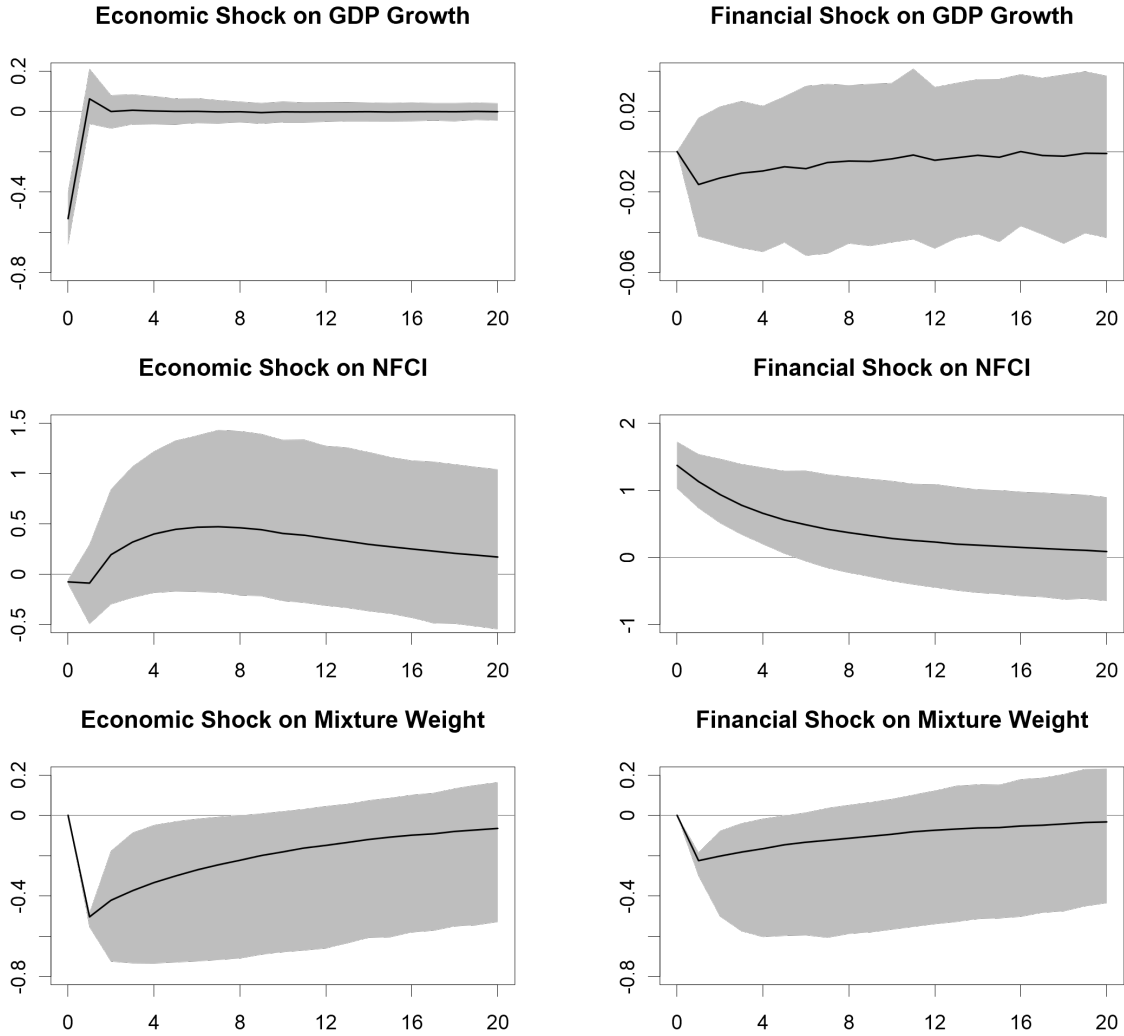 Economic Shock on GDP Growth
0.2
0
-0.4
-0.8
0 4 8 12 16 20
Financial Shock on GDP Growth
0.02
-0.02
-0.06
0 4 8 12 16 20
Economic Shock on NFCI
1.5
1
0.5
0
-0.5
0 4 8 12 16 20
Financial Shock on NFCI
2
1
0
-1
0 4 8 12 16 20
Economic Shock on Mixture Weight
0.2
0
-0.4
-0.8
0 4 8 12 16 20
Financial Shock on Mixture Weight
0.2
0
-0.4
-0.8
0 4 8 12 16 20